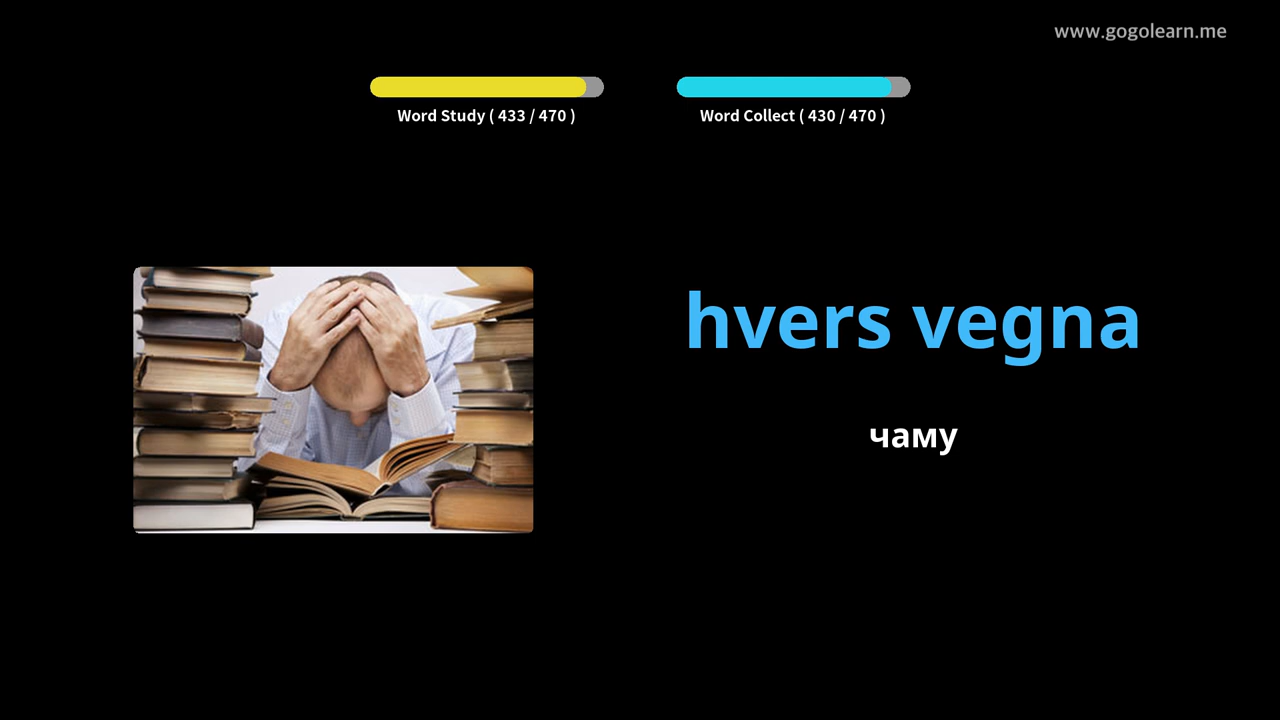 www.gogolearn.me
Word Study ( 433 / 470 )
Word Collect ( 430 / 470 )
hvers vegna
чаму